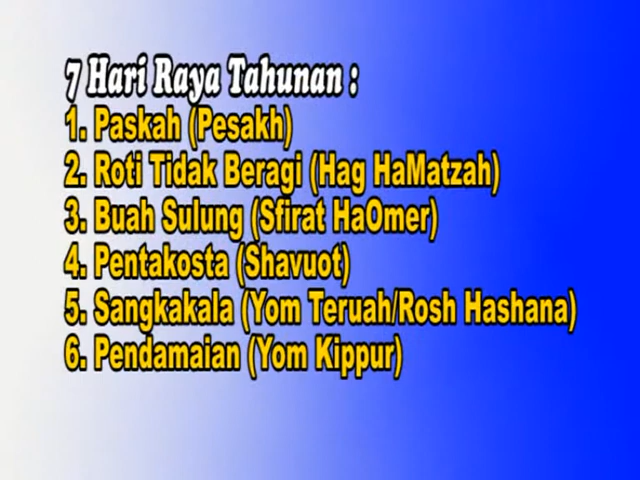 7 Hari Raya Tahunan :
1. Paskah (Pesakh)
2. Roti Tidak Beragi (Hag HaMatzah)
3. Buah Sulung (Sfirat HaOmer)
4. Pentakosta (Shavuot)
5. Sangkakala (Yom Teruah/Rosh Hashana)
6. Pendamaian (Yom Kippur)